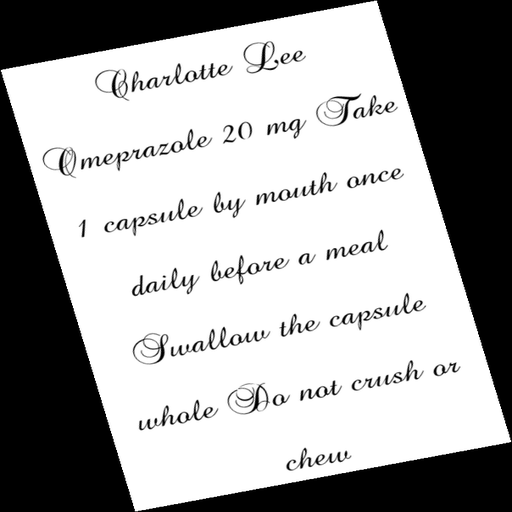 Charlotte Lee
Omeprazole 20 mg Take
1 capsule by mouth once
daily before a meal
Swallow the capsule
whole Do not crush or
chew